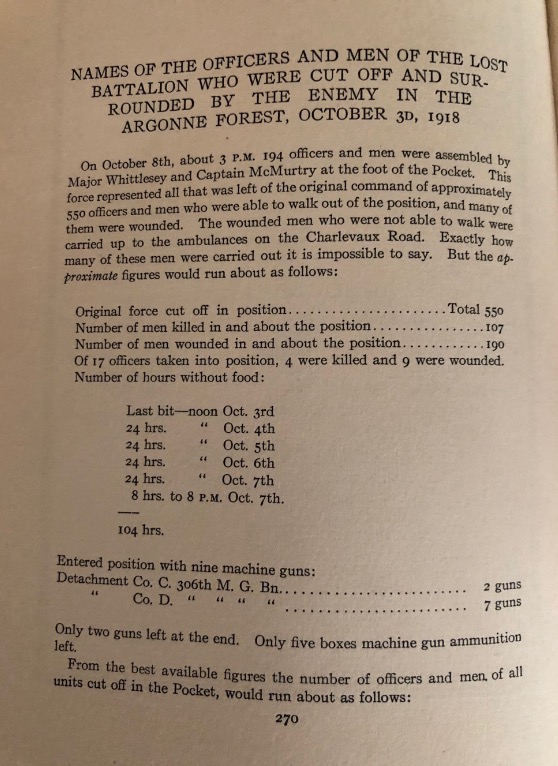 NAMES OF THE OFFICERS AND MEN OF THE LOST
BATTALION WHO WERE CUT OFF AND SUR-
ROUNDED BY THE ENEMY IN THE
ARGONNE FOREST, OCTOBER 3D, 1918
On October 8th, about 3 P.M. 194 officers and men were assembled by
Major Whittlesey and Captain McMurtry at the foot of the Pocket. This
force represented all that was left of the original command of approximately
550 officers and men who were able to walk out of the position, and many of
them were wounded. The wounded men who were not able to walk were
carried up to the ambulances on the Charlevaux Road. Exactly how
many of these men were carried out it is impossible to say. But the ap-
proximate figures would run about as follows:
Original force cut off in position......................Total 550
Number of men killed in and about the position...............107
Number of men wounded in and about the position............190
Of 17 officers taken into position, 4 were killed and 9 were wounded.
Number of hours without food:
Last bit—noon Oct. 3rd
24 hrs. " Oct. 4th
24 hrs. " Oct. 5th
24 hrs. " Oct. 6th
24 hrs. " Oct. 7th
8 hrs. to 8 P.M. Oct. 7th.
104 hrs.
Entered position with nine machine guns:
Detachment Co. C. 306th M. G. Bn............................ 2 guns
" Co. D. " " " " ........................... 7 guns
Only two guns left at the end. Only five boxes machine gun ammunition
left.
From the best available figures the number of officers and men, of all
units cut off in the Pocket, would run about as follows:
270